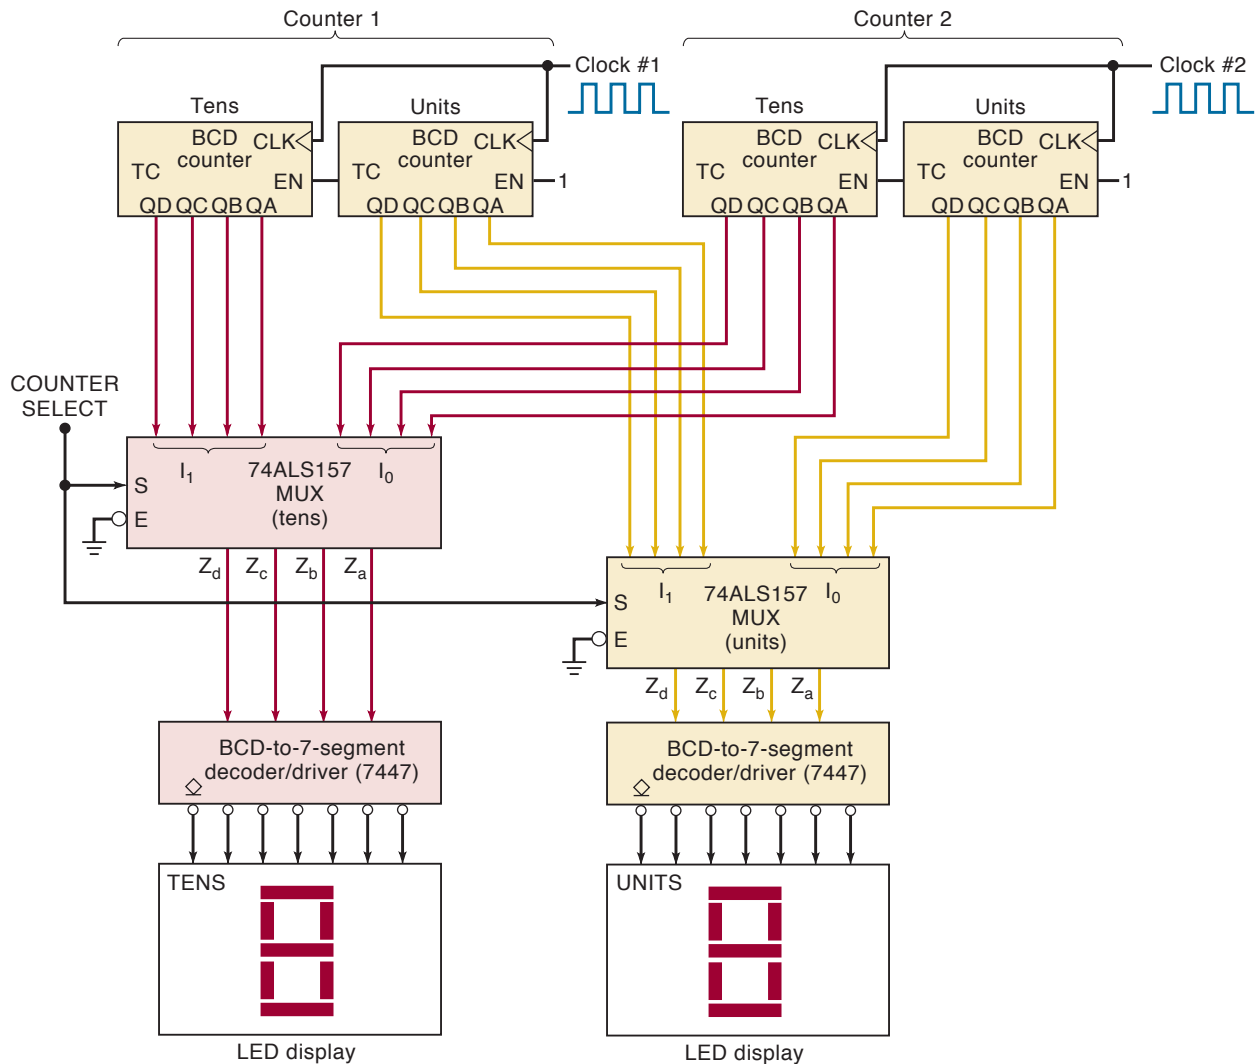 Counter 1
Counter 2
Clock #1
Clock #2
Tens
Units
Tens
Units
BCD
counter
CLK
TC
EN
QD QC QB QA
BCD
counter
CLK
TC
EN
1
QD QC QB QA
BCD
counter
CLK
TC
EN
QD QC QB QA
BCD
counter
CLK
TC
EN
1
QD QC QB QA
COUNTER
SELECT
I1
74ALS157
MUX
(tens)
I0
S
E
Zd Zc Zb Za
I1
74ALS157
MUX
(units)
I0
S
E
Zd Zc Zb Za
BCD-to-7-segment
decoder/driver (7447)
BCD-to-7-segment
decoder/driver (7447)
TENS
8
UNITS
8
LED display
LED display